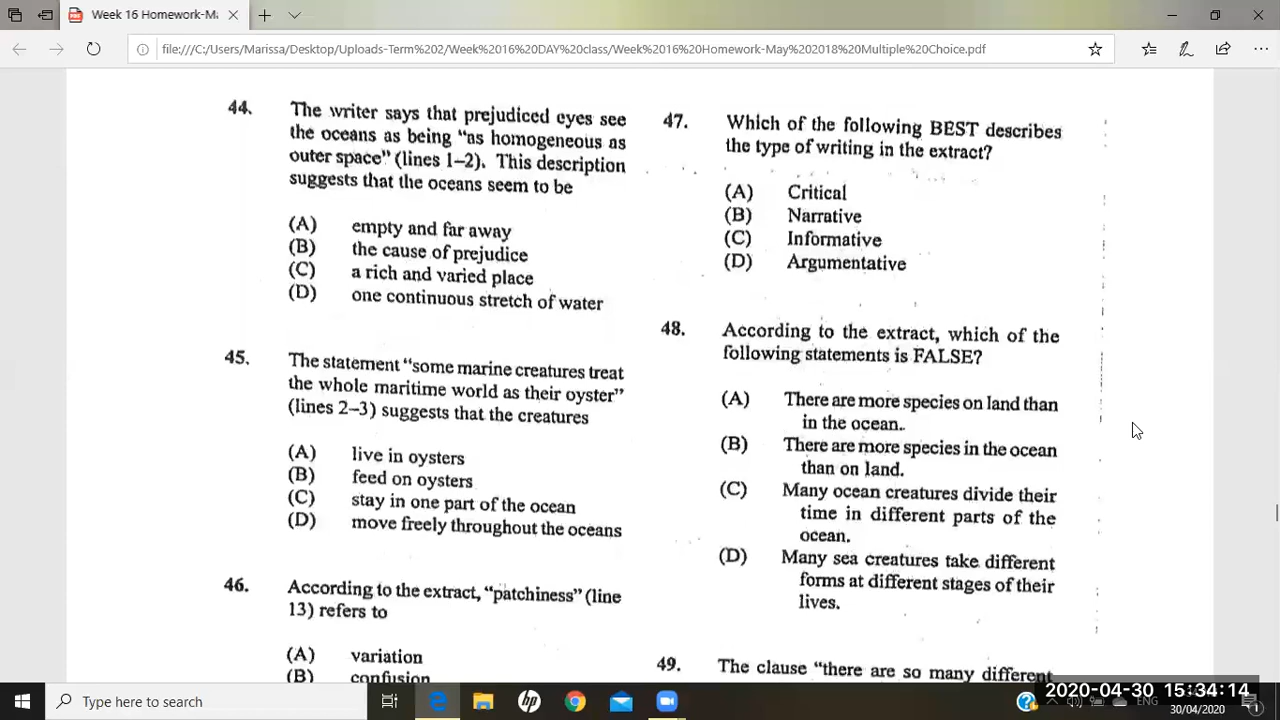 Week 16 Homework-Ma
file:///C:/Users/Marissa/Desktop/Uploads-Term%202/Week%2016%20DAY%20class/Week%2016%20Homework-May%202018%20Multiple%20Choice.pdf
44. The writer says that prejudiced eyes see
the oceans as being "as homogeneous as
outer space" (lines 1–2). This description
suggests that the oceans seem to be
(A) empty and far away
(B) the cause of prejudice
(C) a rich and varied place
(D) one continuous stretch of water
45. The statement "some marine creatures treat
the whole maritime world as their oyster"
(lines 2–3) suggests that the creatures
(A) live in oysters
(B) feed on oysters
(C) stay in one part of the ocean
(D) move freely throughout the oceans
46. According to the extract, "patchiness" (line
13) refers to
(A) variation
(B) confusion
47. Which of the following BEST describes
the type of writing in the extract?
(A) Critical
(B) Narrative
(C) Informative
(D) Argumentative
48. According to the extract, which of the
following statements is FALSE?
(A) There are more species on land than
in the ocean.
(B) There are more species in the ocean
than on land.
(C) Many ocean creatures divide their
time in different parts of the
ocean.
(D) Many sea creatures take different
forms at different stages of their
lives.
49. The clause "there are so many different
Type here to search
ENG
2020-04-30 15:34:14
30/04/2020